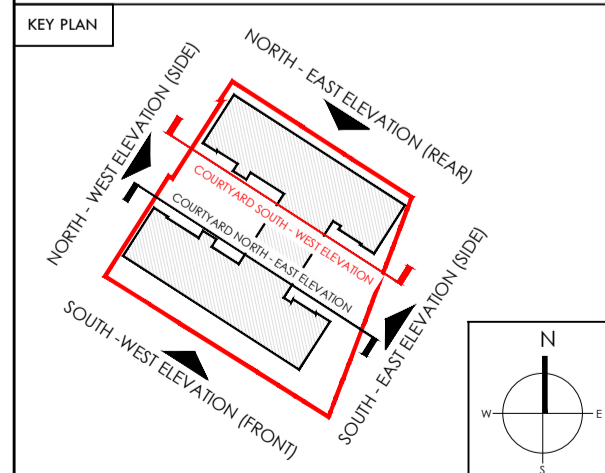 KEY PLAN
NORTH - EAST ELEVATION (REAR)
NORTH - WEST ELEVATION (SIDE)
COURTYARD SOUTH - WEST ELEVATION
COURTYARD NORTH - EAST ELEVATION
SOUTH -WEST ELEVATION (FRONT)
SOUTH - EAST ELEVATION (SIDE)
N
W
E
S